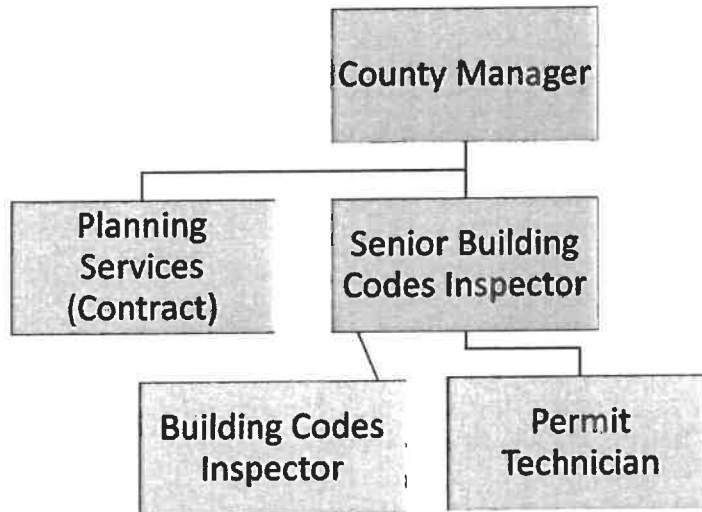 County Manager
Planning
Services
(Contract)
Senior Building
Codes Inspector
Building Codes
Inspector
Permit
Technician